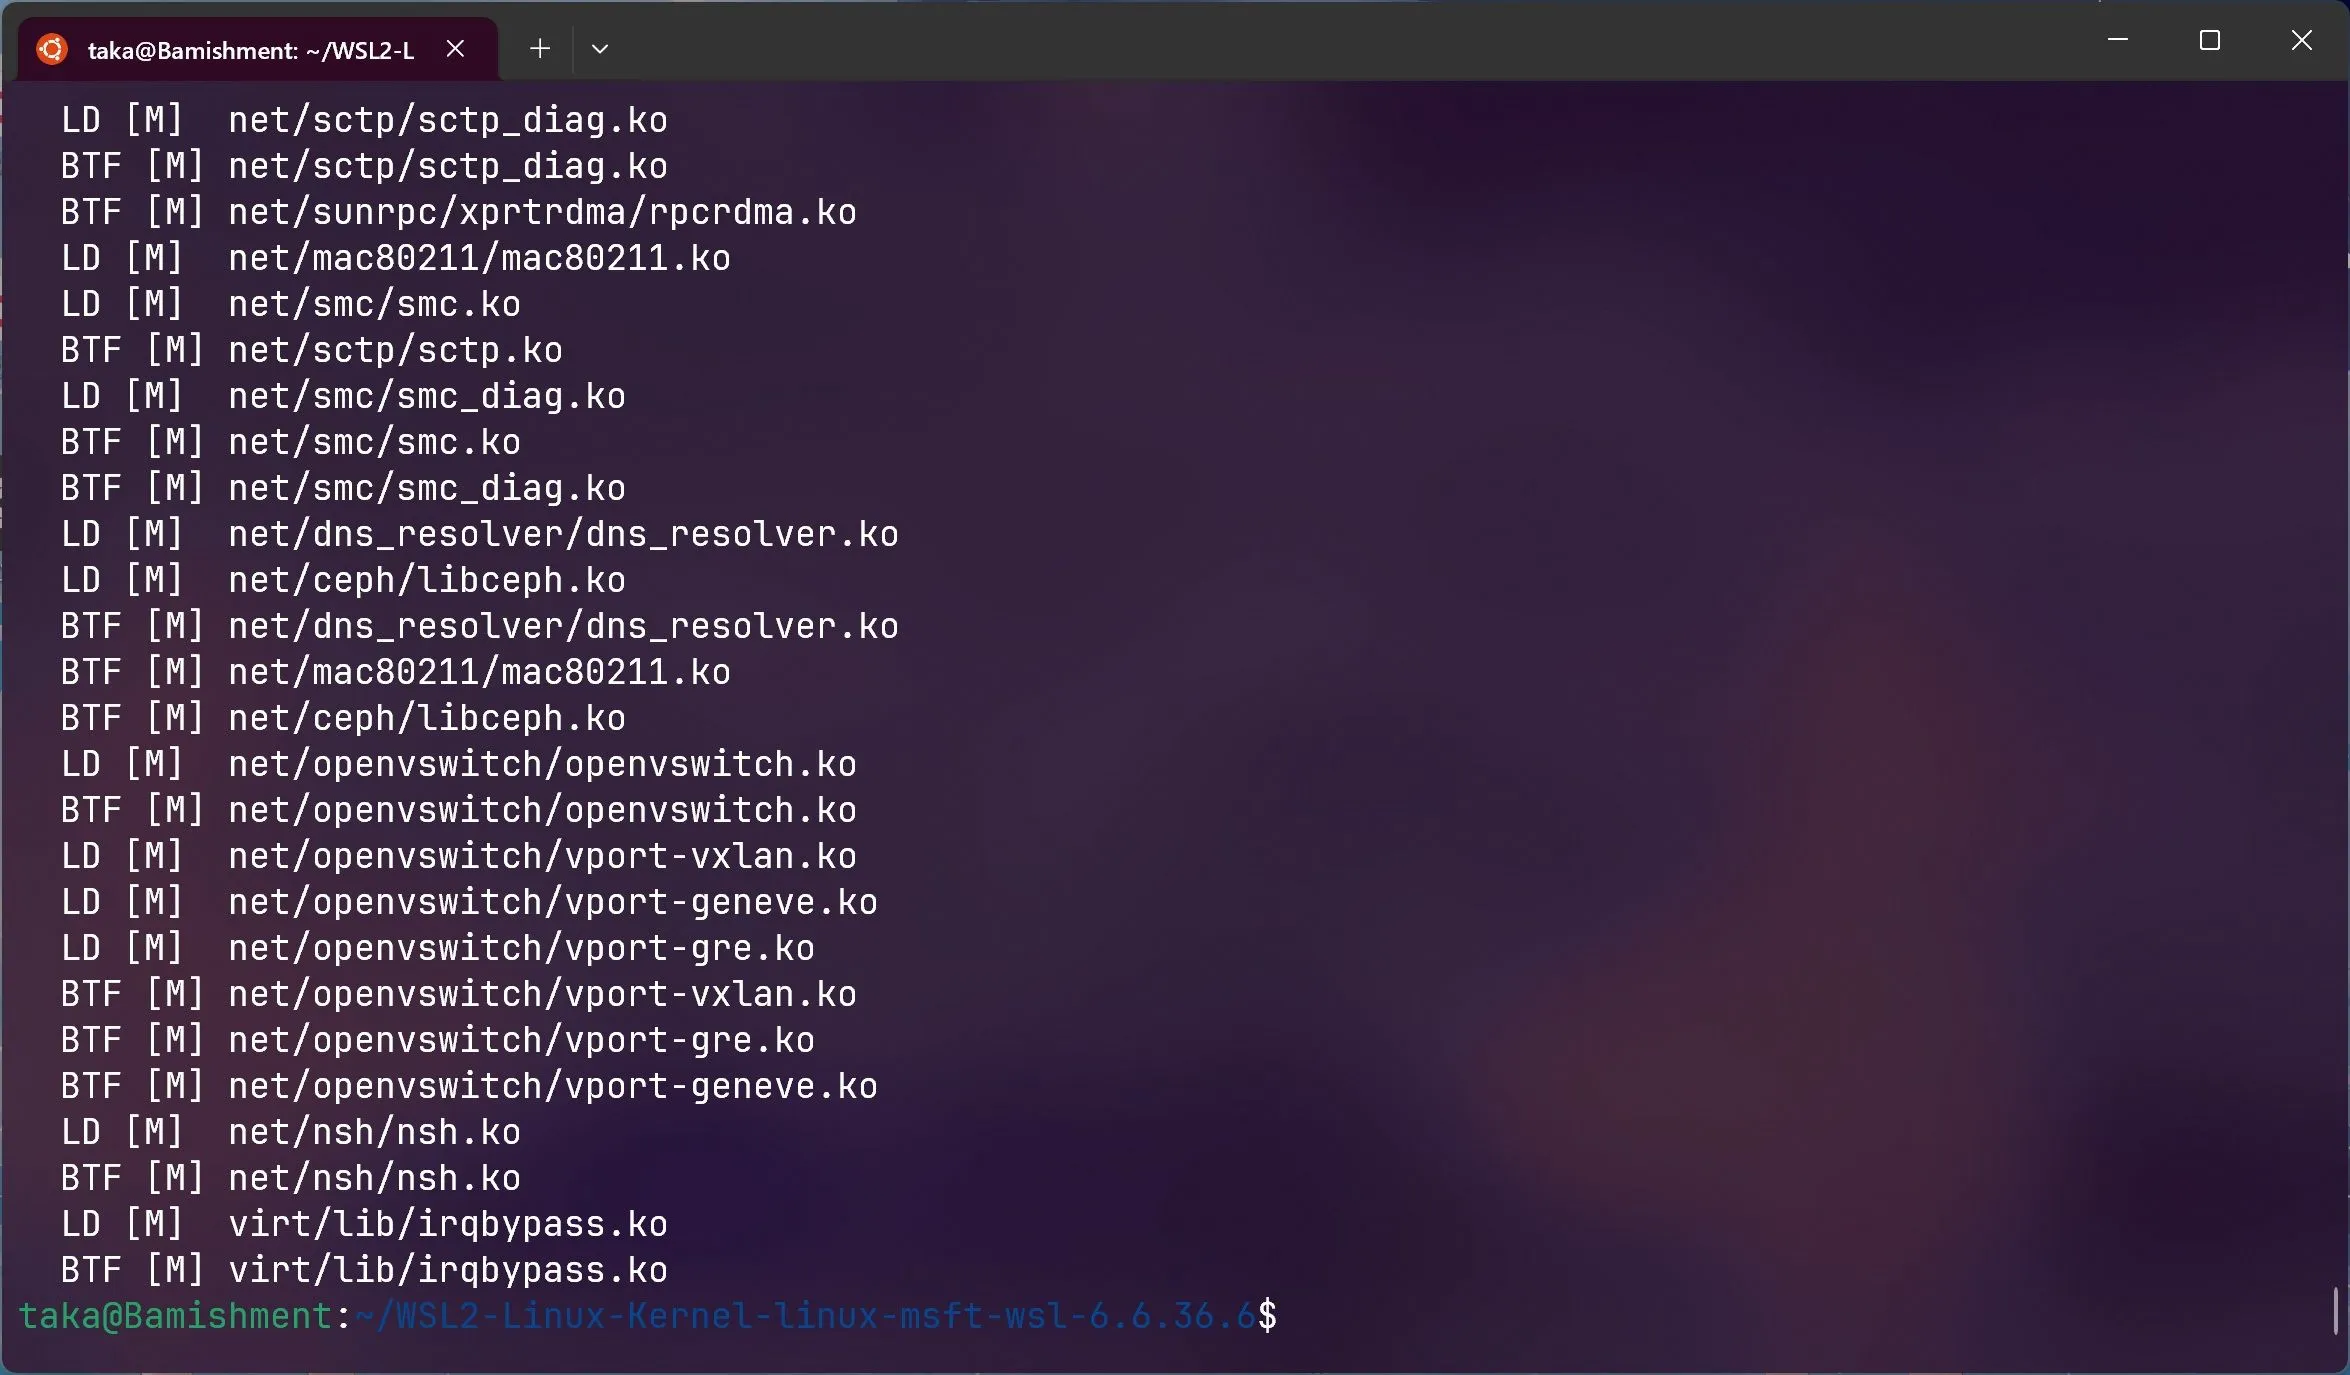 taka@Bamishment: ~/WSL2-L
LD [M]  net/sctp/sctp_diag.ko
BTF [M] net/sctp/sctp_diag.ko
BTF [M] net/sunrpc/xprtrdma/rpcrdma.ko
LD [M]  net/mac80211/mac80211.ko
LD [M]  net/smc/smc.ko
BTF [M] net/sctp/sctp.ko
LD [M]  net/smc/smc_diag.ko
BTF [M] net/smc/smc.ko
BTF [M] net/smc/smc_diag.ko
LD [M]  net/dns_resolver/dns_resolver.ko
LD [M]  net/ceph/libceph.ko
BTF [M] net/dns_resolver/dns_resolver.ko
BTF [M] net/mac80211/mac80211.ko
BTF [M] net/ceph/libceph.ko
LD [M]  net/openvswitch/openvswitch.ko
BTF [M] net/openvswitch/openvswitch.ko
LD [M]  net/openvswitch/vport-vxlan.ko
LD [M]  net/openvswitch/vport-geneve.ko
LD [M]  net/openvswitch/vport-gre.ko
BTF [M] net/openvswitch/vport-vxlan.ko
BTF [M] net/openvswitch/vport-gre.ko
BTF [M] net/openvswitch/vport-geneve.ko
LD [M]  net/nsh/nsh.ko
BTF [M] net/nsh/nsh.ko
LD [M]  virt/lib/irqbypass.ko
BTF [M] virt/lib/irqbypass.ko
taka@Bamishment:~/WSL2-Linux-Kernel-linux-msft-wsl-6.6.36.6$